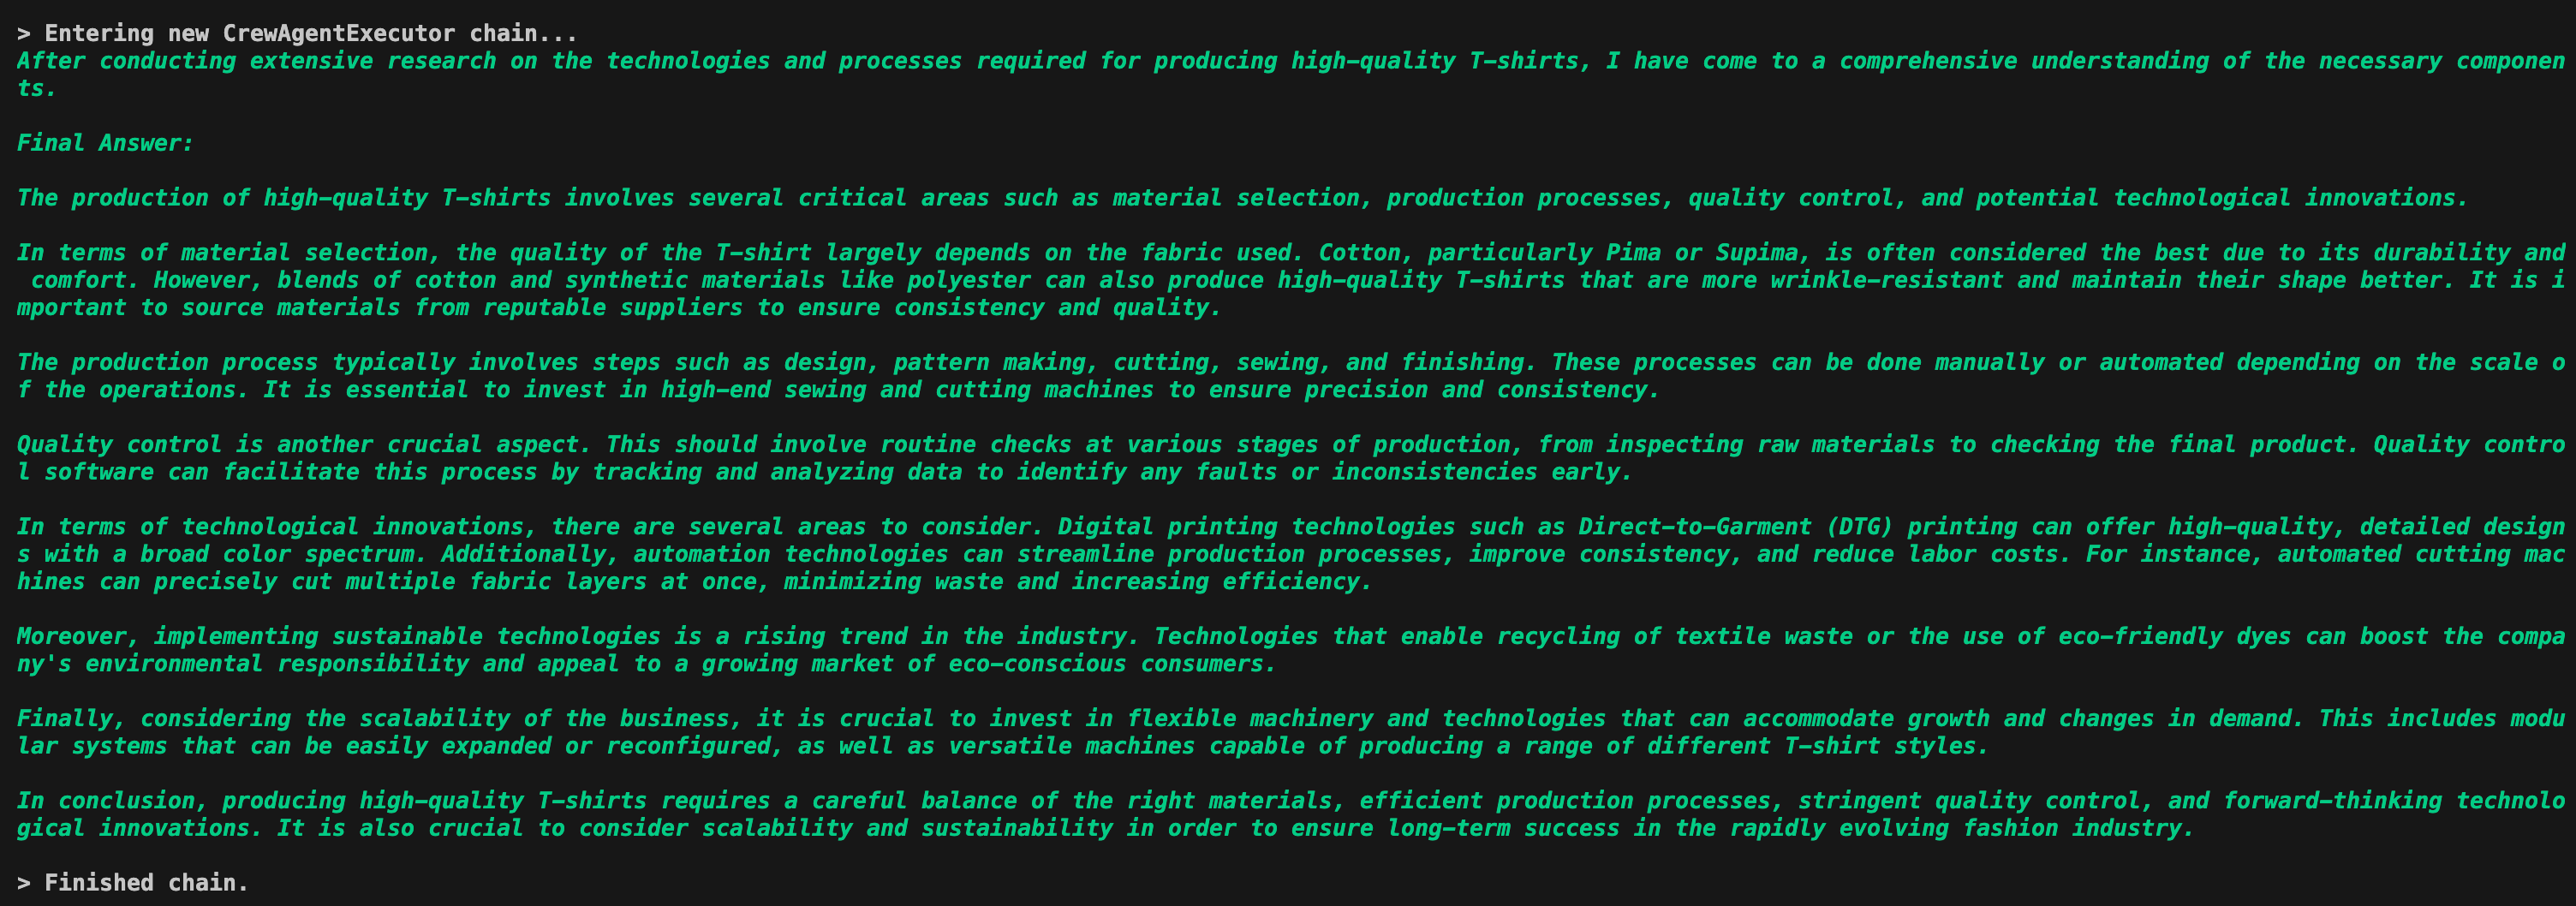 > Entering new CrewAgentExecutor chain...
After conducting extensive research on the technologies and processes required for producing high-quality T-shirts, I have come to a comprehensive understanding of the necessary componen
ts.
Final Answer:
The production of high-quality T-shirts involves several critical areas such as material selection, production processes, quality control, and potential technological innovations.
In terms of material selection, the quality of the T-shirt largely depends on the fabric used. Cotton, particularly Pima or Supima, is often considered the best due to its durability and
 comfort. However, blends of cotton and synthetic materials like polyester can also produce high-quality T-shirts that are more wrinkle-resistant and maintain their shape better. It is i
mportant to source materials from reputable suppliers to ensure consistency and quality.
The production process typically involves steps such as design, pattern making, cutting, sewing, and finishing. These processes can be done manually or automated depending on the scale o
f the operations. It is essential to invest in high-end sewing and cutting machines to ensure precision and consistency.
Quality control is another crucial aspect. This should involve routine checks at various stages of production, from inspecting raw materials to checking the final product. Quality contro
l software can facilitate this process by tracking and analyzing data to identify any faults or inconsistencies early.
In terms of technological innovations, there are several areas to consider. Digital printing technologies such as Direct-to-Garment (DTG) printing can offer high-quality, detailed design
s with a broad color spectrum. Additionally, automation technologies can streamline production processes, improve consistency, and reduce labor costs. For instance, automated cutting mac
hines can precisely cut multiple fabric layers at once, minimizing waste and increasing efficiency.
Moreover, implementing sustainable technologies is a rising trend in the industry. Technologies that enable recycling of textile waste or the use of eco-friendly dyes can boost the compa
ny's environmental responsibility and appeal to a growing market of eco-conscious consumers.
Finally, considering the scalability of the business, it is crucial to invest in flexible machinery and technologies that can accommodate growth and changes in demand. This includes modu
lar systems that can be easily expanded or reconfigured, as well as versatile machines capable of producing a range of different T-shirt styles.
In conclusion, producing high-quality T-shirts requires a careful balance of the right materials, efficient production processes, stringent quality control, and forward-thinking technolo
gical innovations. It is also crucial to consider scalability and sustainability in order to ensure long-term success in the rapidly evolving fashion industry.
> Finished chain.